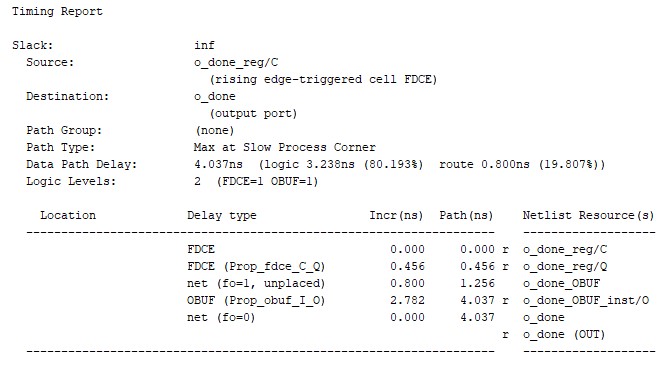 Timing Report
Slack: inf
Source: o_done_reg/C
(rising edge-triggered cell FDCE)
Destination: o_done
(output port)
Path Group: (none)
Path Type: Max at Slow Process Corner
Data Path Delay: 4.037ns (logic 3.238ns (80.193%) route 0.800ns (19.807%))
Logic Levels: 2 (FDCE=1 OBUF=1)
Location Delay type Incr(ns) Path(ns) Netlist Resource(s)
------------------------------------------------------------------- -------------------
FDCE 0.000 0.000 r o_done_reg/C
FDCE (Prop_fdce_C_Q) 0.456 0.456 r o_done_reg/Q
net (fo=1, unplaced) 0.800 1.256 o_done_OBUF
OBUF (Prop_obuf_I_O) 2.782 4.037 r o_done_OBUF_inst/O
net (fo=0) 0.000 4.037 o_done
r o_done (OUT)
------------------------------------------------------------------- -------------------